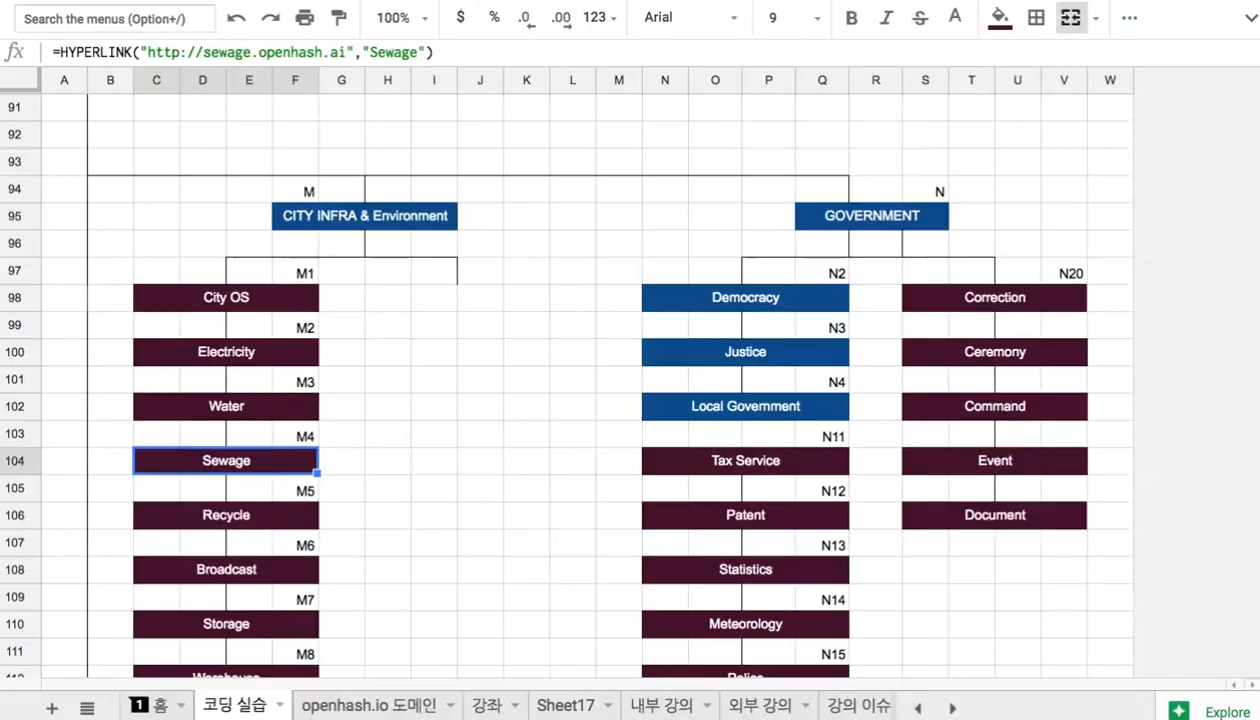 Search the menus (Option+/) 100% $ % .0 .00 123 Arial 9 B I S A
fx =HYPERLINK("http://sewage.openhash.ai","Sewage")
A B C D E F G H I J K L M N O P Q R S T U V W
91
92
93
94 M N
95 CITY INFRA & Environment GOVERNMENT
96
97 M1 N2 N20
98 City OS Democracy Correction
99 M2 N3
100 Electricity Justice Ceremony
101 M3 N4
102 Water Local Government Command
103 M4 N11
104 Sewage Tax Service Event
105 M5 N12
106 Recycle Patent Document
107 M6 N13
108 Broadcast Statistics
109 M7 N14
110 Storage Meteorology
111 M8 N15
112 Warehouse Police
1 홈 코딩 실습 openhash.io 도메인 강좌 Sheet17 내부 강의 외부 강의 강의 이슈 Explore